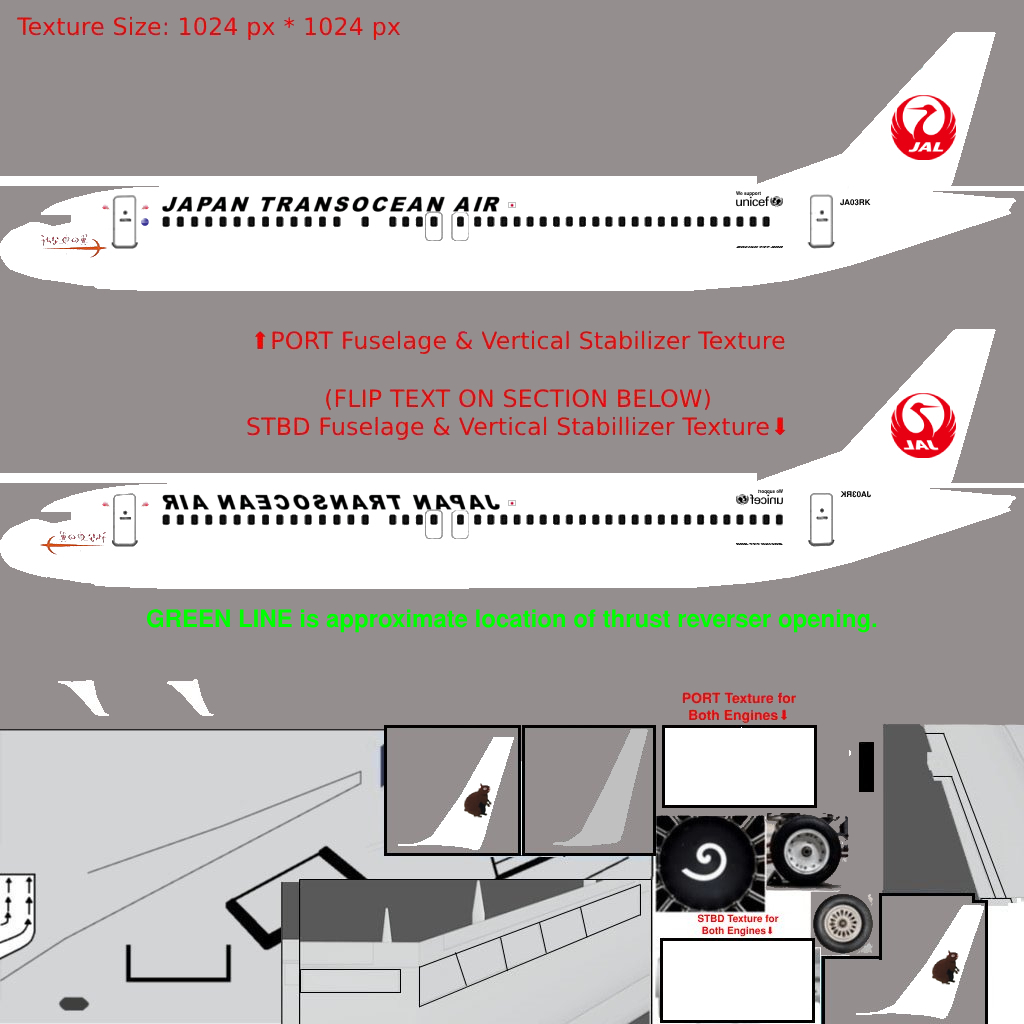 Texture Size: 1024 px * 1024 px
JAL
JAPAN TRANSOCEAN AIR
We support
unicef
JA03RK
⬆PORT Fuselage & Vertical Stabilizer Texture
(FLIP TEXT ON SECTION BELOW)
STBD Fuselage & Vertical Stabillizer Texture⬇
JAL
JAPAN TRANSOCEAN AIR
We support
unicef
JA03RK
GREEN LINE is approximate location of thrust reverser opening.
PORT Texture for
Both Engines⬇
STBD Texture for
Both Engines⬇